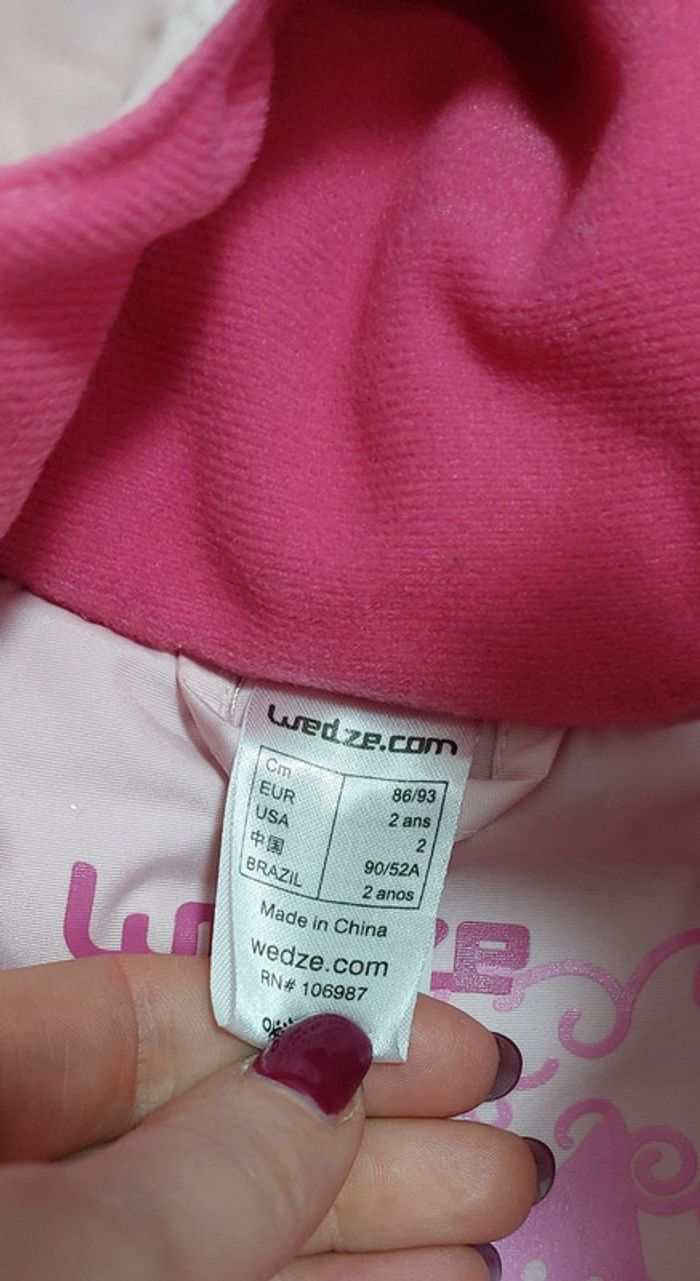 wedze.com
Cm 86/93
EUR 2 ans
USA 2
中国 90/52A
BRAZIL 2 anos
Made in China
wedze.com
RN# 106987